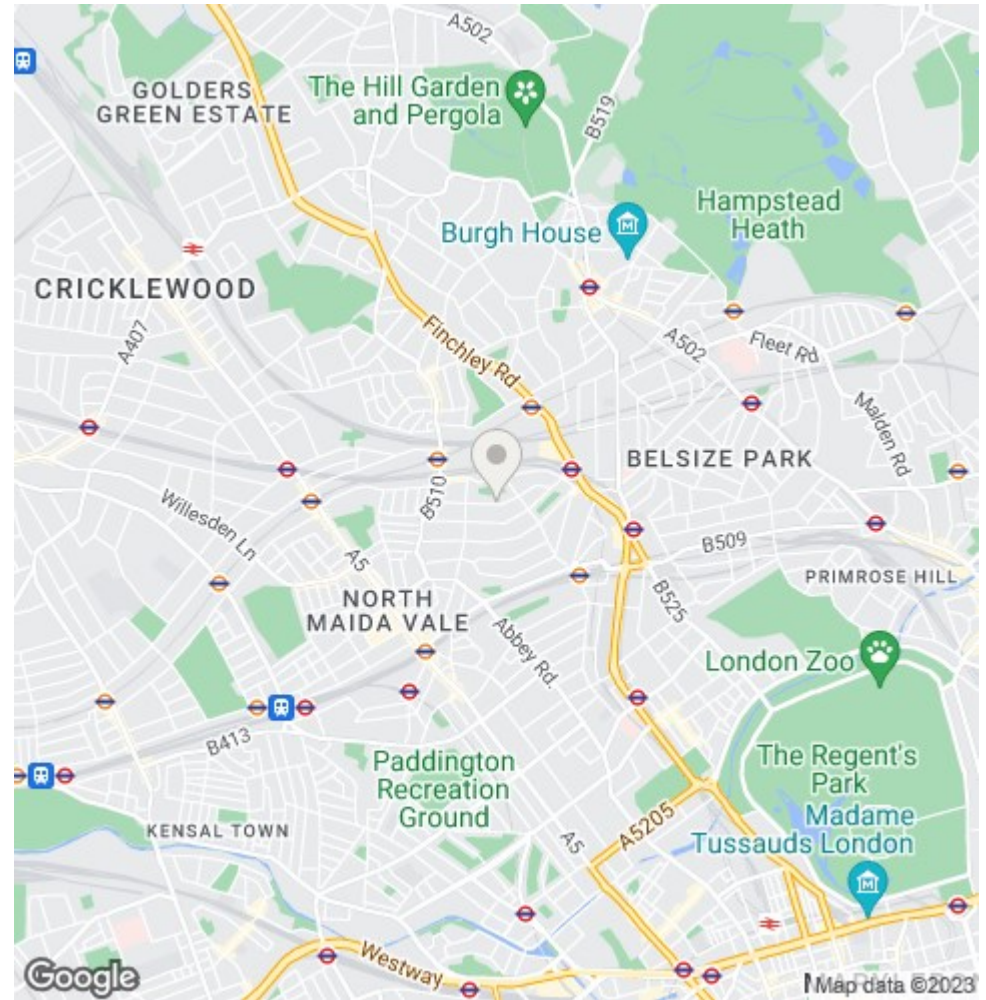 A502
GOLDERS
GREEN ESTATE
The Hill Garden
and Pergola
B519
Hampstead
Heath
Burgh House
CRICKLEWOOD
A407
Finchley Rd
A502
Fleet Rd
Malden Rd
BELSIZE PARK
B510
Willesden Ln
A5
B509
PRIMROSE HILL
NORTH
MAIDA VALE
B525
Abbey Rd.
London Zoo
B413
Paddington
Recreation
Ground
The Regent's
Park
Madame
Tussauds London
KENSAL TOWN
A5
A5205
Westway
Google
Map data ©2023